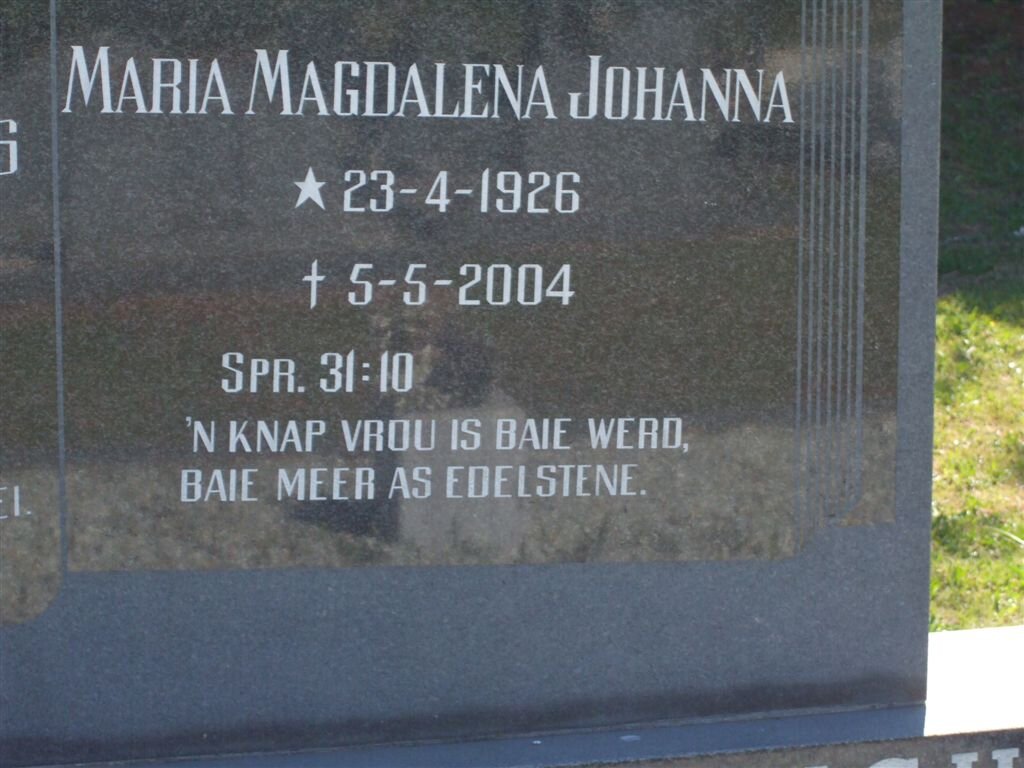 MARIA MAGDALENA JOHANNA
★ 23-4-1926
† 5-5-2004
SPR. 31:10
'N KNAP VROU IS BAIE WERD,
BAIE MEER AS EDELSTENE.